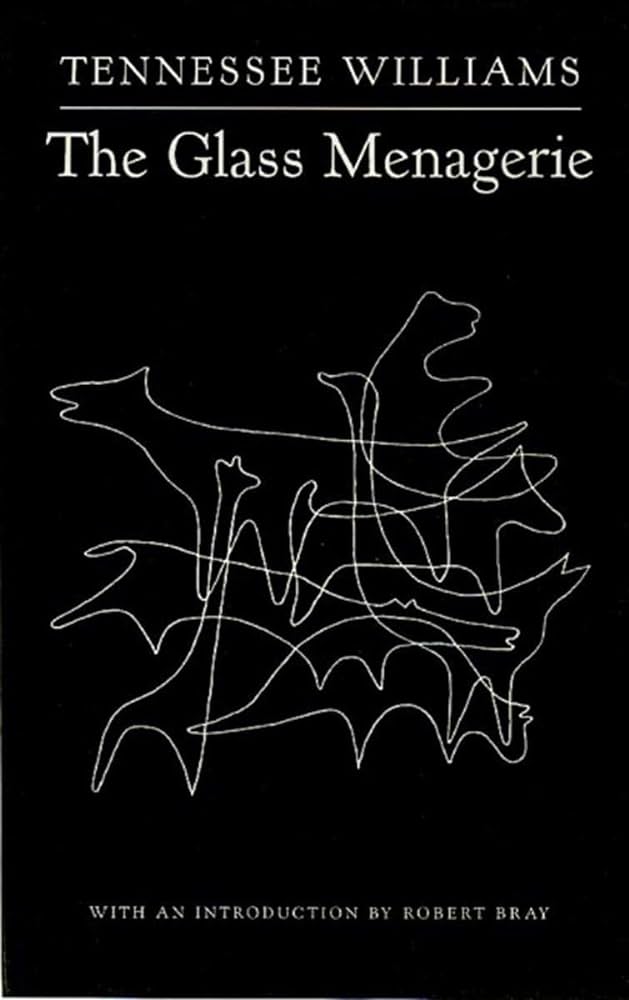 TENNESSEE WILLIAMS
The Glass Menagerie
WITH AN INTRODUCTION BY ROBERT BRAY